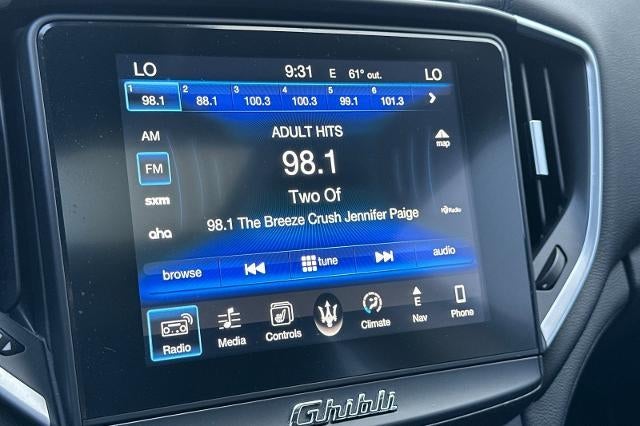 LO 9:31 E 61° out. LO
1 98.1 2 88.1 3 100.3 4 100.3 5 99.1 6 101.3
AM
ADULT HITS
map
FM
98.1
sxm
Two Of
HD Radio
aha
98.1 The Breeze Crush Jennifer Paige
browse tune audio
Radio Media Controls Climate E Nav Phone
Ghibli